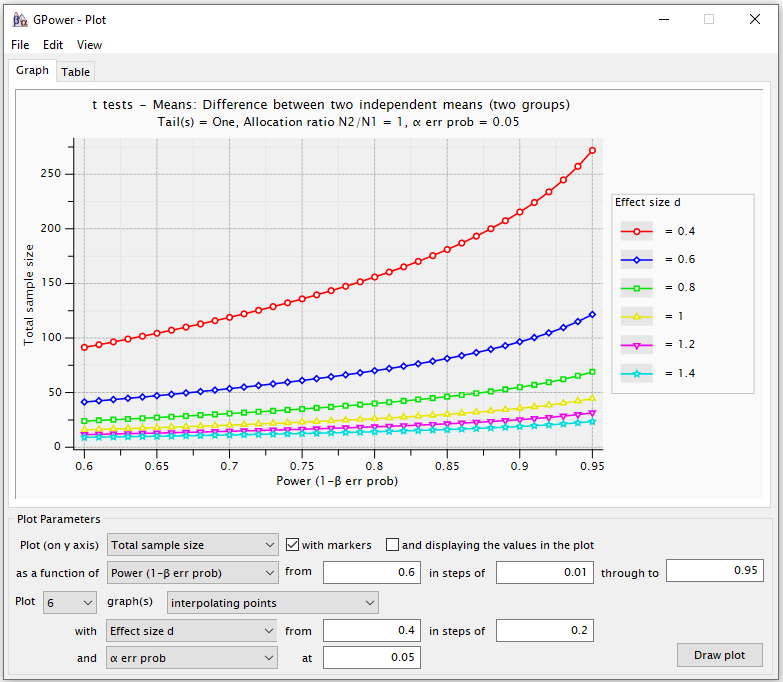 GPower - Plot
File Edit View
Graph Table
t tests – Means: Difference between two independent means (two groups)
Tail(s) = One, Allocation ratio N2/N1 = 1, α err prob = 0.05
Total sample size
250
200
150
100
50
0
0.6 0.65 0.7 0.75 0.8 0.85 0.9 0.95
Power (1-β err prob)
Effect size d
= 0.4
= 0.6
= 0.8
= 1
= 1.2
= 1.4
Plot Parameters
Plot (on y axis) Total sample size with markers and displaying the values in the plot
as a function of Power (1-β err prob) from 0.6 in steps of 0.01 through to 0.95
Plot 6 graph(s) interpolating points
with Effect size d from 0.4 in steps of 0.2
and α err prob at 0.05
Draw plot